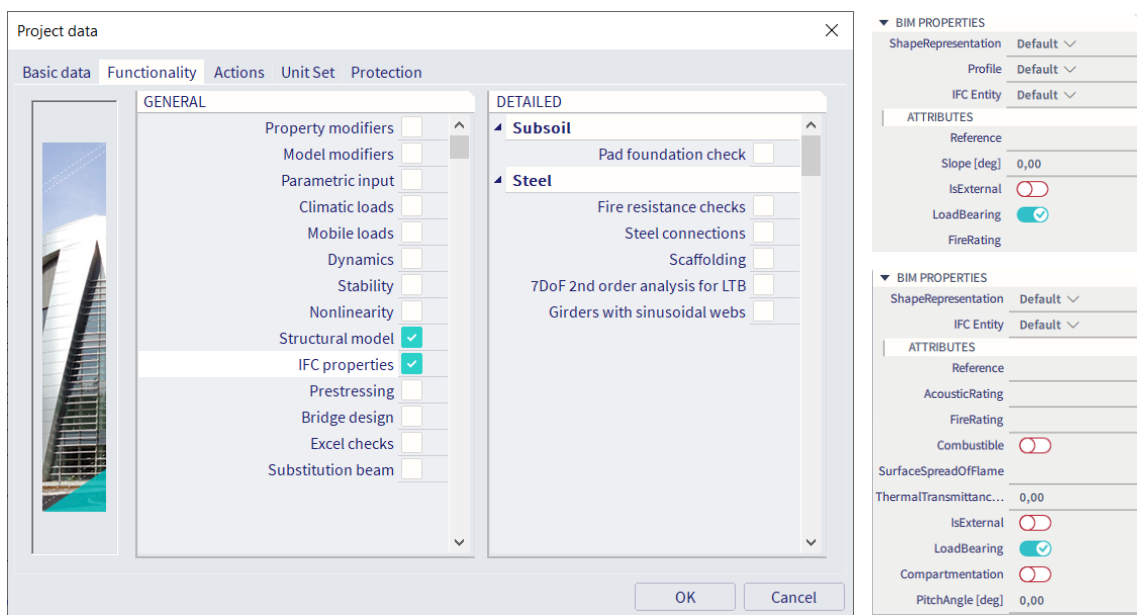 Project data
Basic data Functionality Actions Unit Set Protection
GENERAL
Property modifiers
Model modifiers
Parametric input
Climatic loads
Mobile loads
Dynamics
Stability
Nonlinearity
Structural model
IFC properties
Prestressing
Bridge design
Excel checks
Substitution beam
DETAILED
Subsoil
Pad foundation check
Steel
Fire resistance checks
Steel connections
Scaffolding
7DoF 2nd order analysis for LTB
Girders with sinusoidal webs
OK Cancel
BIM PROPERTIES
ShapeRepresentation Default
Profile Default
IFC Entity Default
ATTRIBUTES
Reference
Slope [deg] 0,00
IsExternal
LoadBearing
FireRating
BIM PROPERTIES
ShapeRepresentation Default
IFC Entity Default
ATTRIBUTES
Reference
AcousticRating
FireRating
Combustible
SurfaceSpreadOfFlame
ThermalTransmittanc... 0,00
IsExternal
LoadBearing
Compartmentation
PitchAngle [deg] 0,00